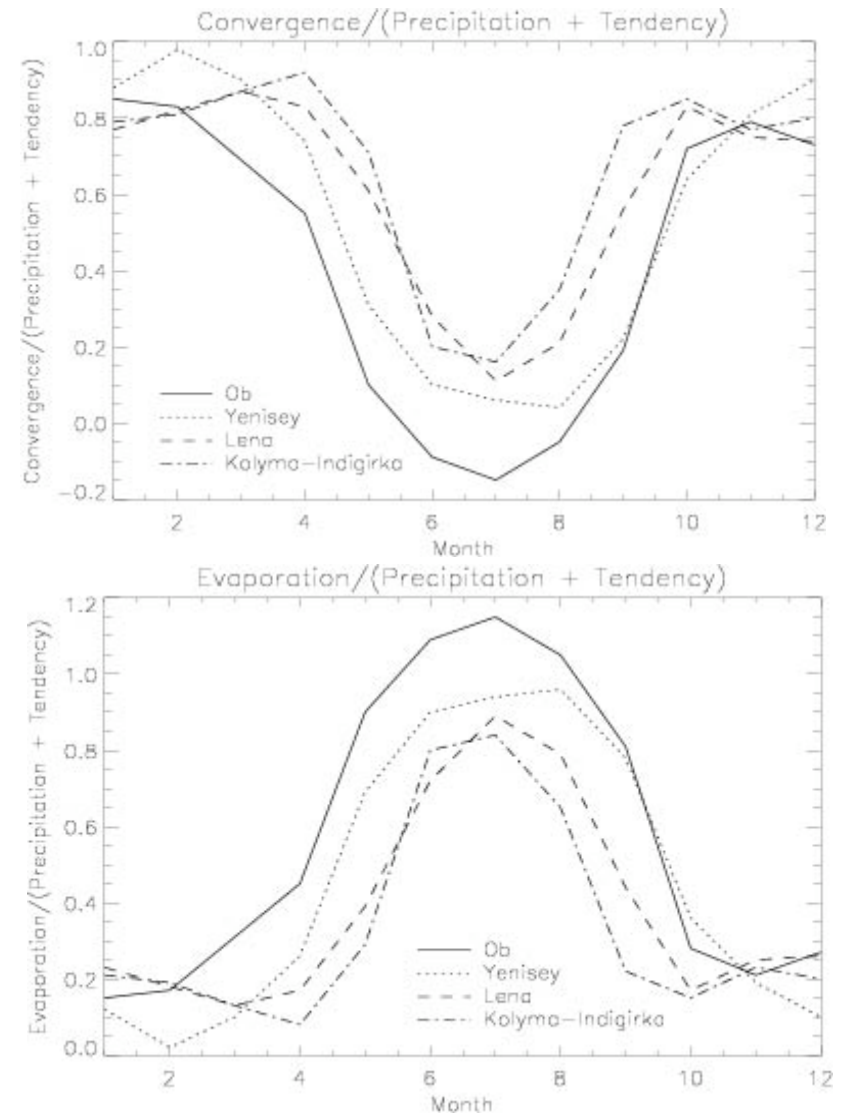 Convergence/(Precipitation + Tendency)
Convergence/(Precipitation + Tendency)
1.0
0.8
0.6
0.4
0.2
0.0
-0.2
Ob
Yenisey
Lena
Kolyma-Indigirka
2 4 6 8 10 12
Month
Evaporation/(Precipitation + Tendency)
Evaporation/(Precipitation + Tendency)
1.2
1.0
0.8
0.6
0.4
0.2
0.0
Ob
Yenisey
Lena
Kolyma-Indigirka
2 4 6 8 10 12
Month